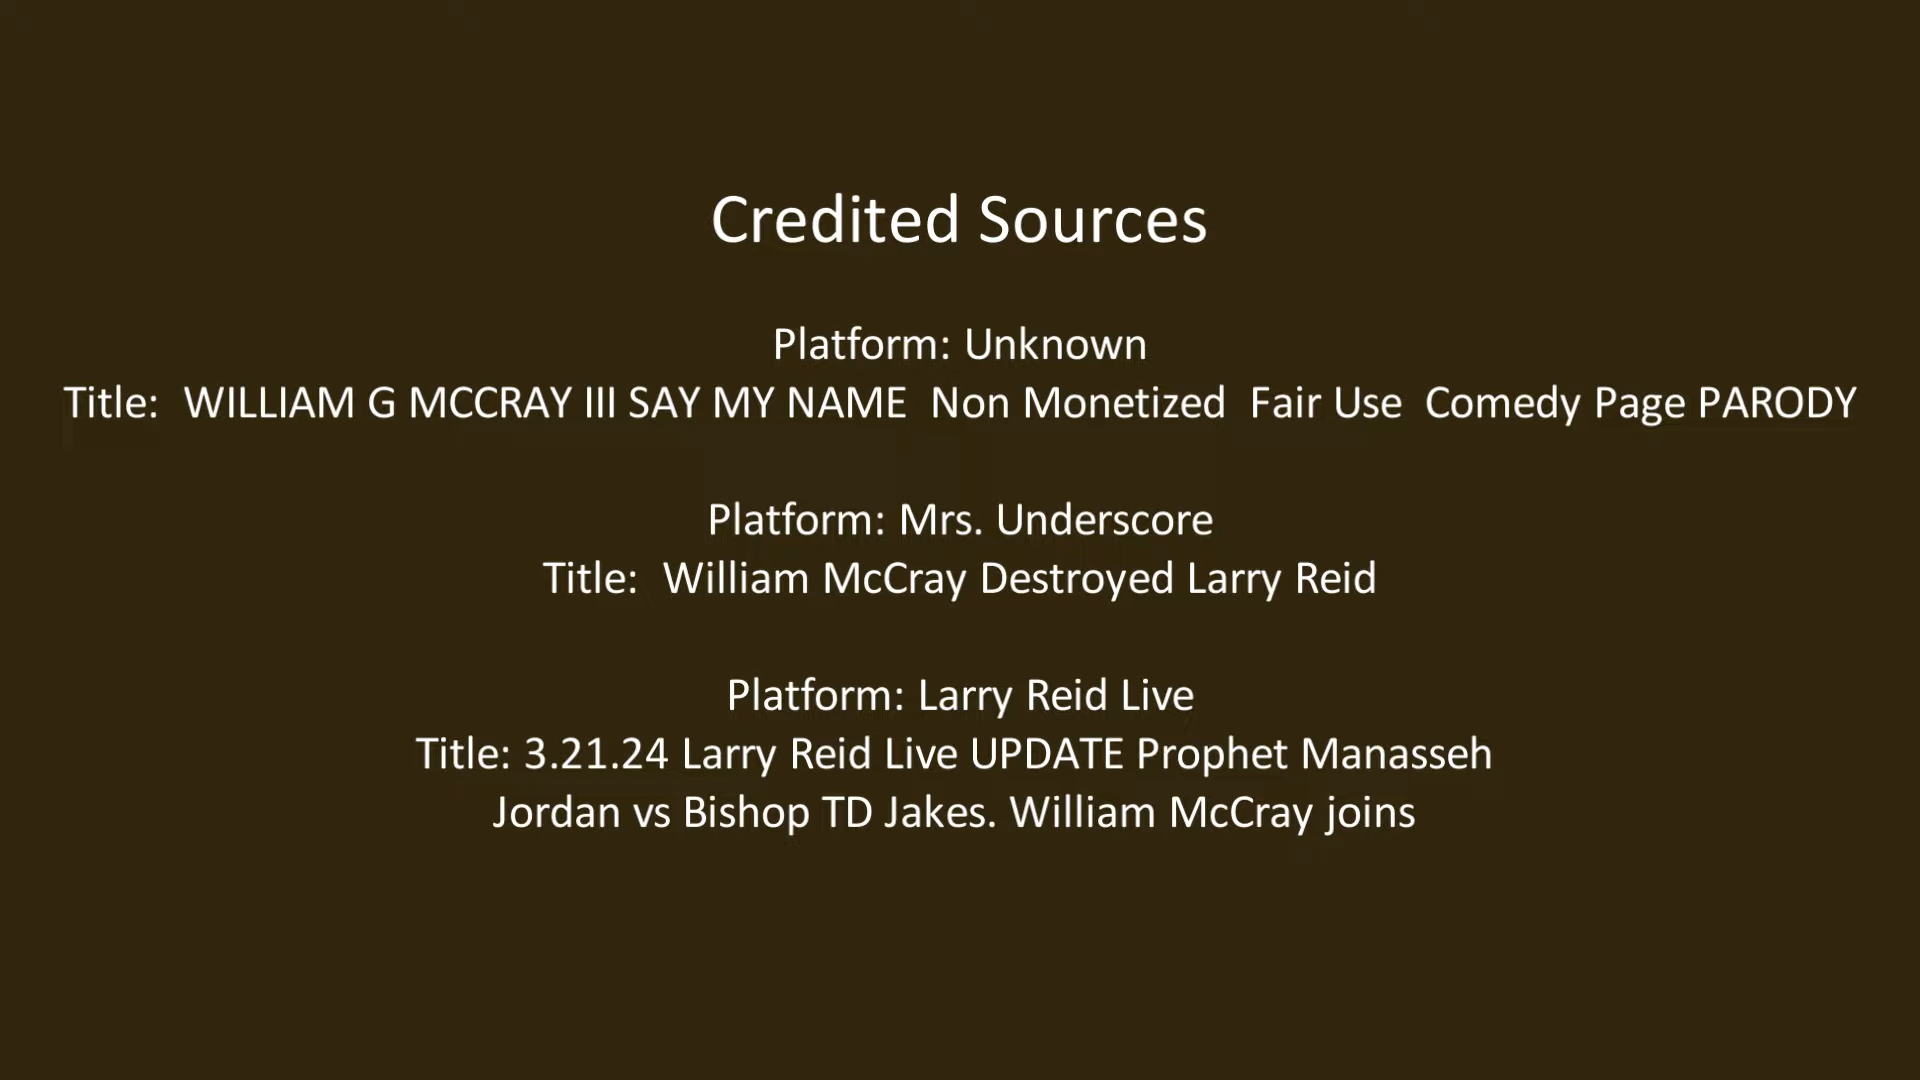 Credited Sources
Platform: Unknown
Title:  WILLIAM G MCCRAY III SAY MY NAME  Non Monetized  Fair Use  Comedy Page PARODY
Platform: Mrs. Underscore
Title:  William McCray Destroyed Larry Reid
Platform: Larry Reid Live
Title: 3.21.24 Larry Reid Live UPDATE Prophet Manasseh
Jordan vs Bishop TD Jakes. William McCray joins